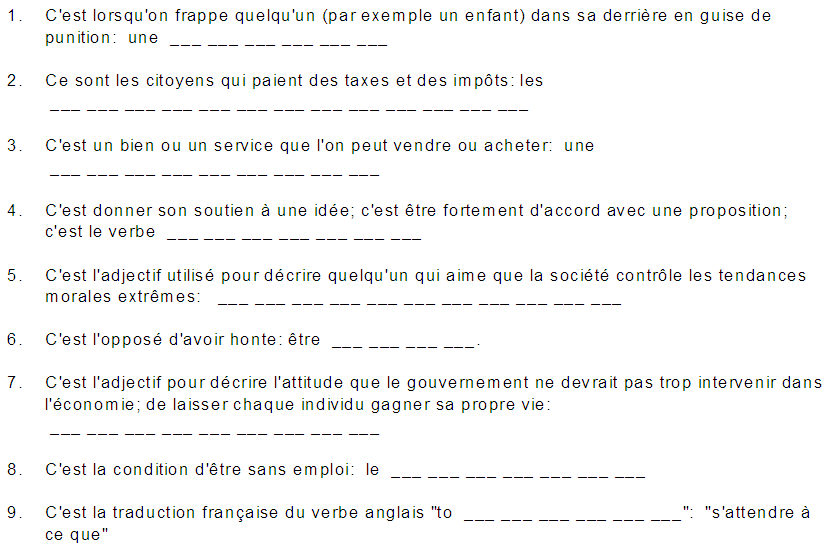 1. C'est lorsqu'on frappe quelqu'un (par exemple un enfant) dans sa derrière en guise de
punition: une ___ ___ ___ ___ ___ ___
2. Ce sont les citoyens qui paient des taxes et des impôts: les
___ ___ ___ ___ ___ ___ ___ ___ ___ ___ ___ ___ ___
3. C'est un bien ou un service que l'on peut vendre ou acheter: une
___ ___ ___ ___ ___ ___ ___ ___ ___
4. C'est donner son soutien à une idée; c'est être fortement d'accord avec une proposition;
c'est le verbe ___ ___ ___ ___ ___ ___ ___
5. C'est l'adjectif utilisé pour décrire quelqu'un qui aime que la société contrôle les tendances
morales extrêmes: ___ ___ ___ ___ ___ ___ ___ ___ ___ ___ ___
6. C'est l'opposé d'avoir honte: être ___ ___ ___ ___.
7. C'est l'adjectif pour décrire l'attitude que le gouvernement ne devrait pas trop intervenir dans
l'économie; de laisser chaque individu gagner sa propre vie:
___ ___ ___ ___ ___ ___ ___ ___ ___
8. C'est la condition d'être sans emploi: le ___ ___ ___ ___ ___ ___ ___
9. C'est la traduction française du verbe anglais "to ___ ___ ___ ___ ___ ___": "s'attendre à
ce que"